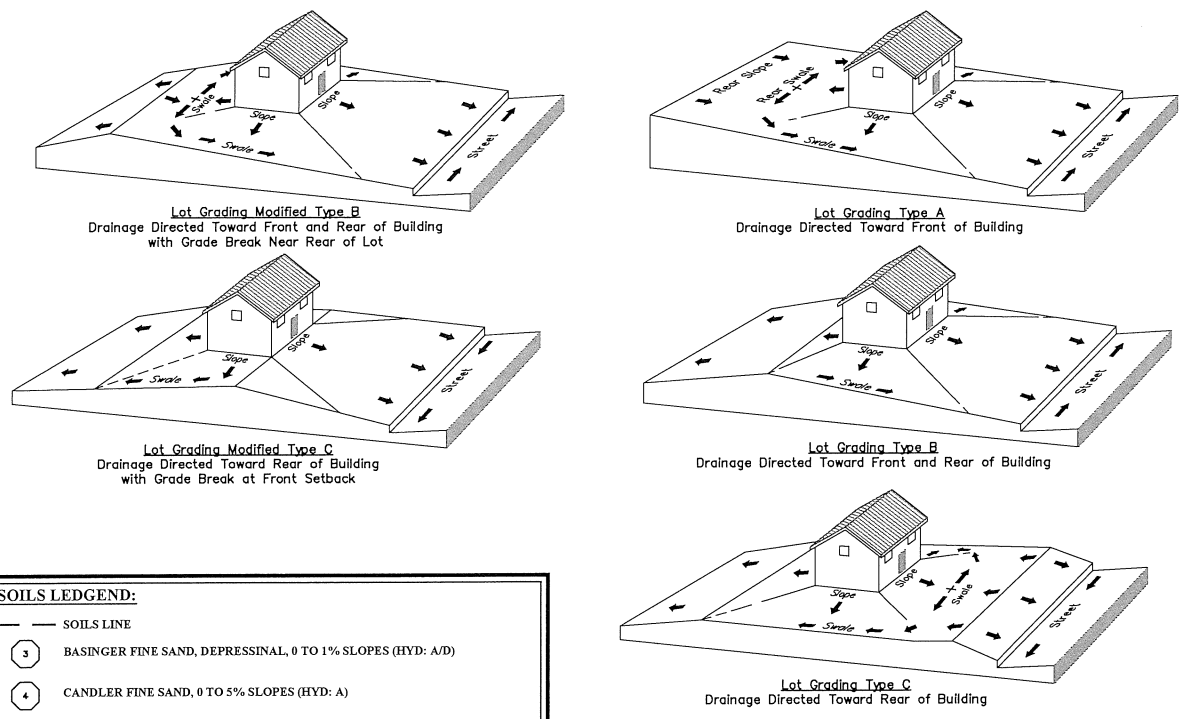 Swale
Slope
Slope
Swale
Street
Lot Grading Modified Type B
Drainage Directed Toward Front and Rear of Building
with Grade Break Near Rear of Lot
Rear Slope
Rear Swale
Slope
Slope
Swale
Street
Lot Grading Type A
Drainage Directed Toward Front of Building
Slope
Slope
Swale
Street
Lot Grading Modified Type C
Drainage Directed Toward Rear of Building
with Grade Break at Front Setback
Slope
Slope
Swale
Street
Lot Grading Type B
Drainage Directed Toward Front and Rear of Building
Slope
Slope
Swale
Swale
Street
Lot Grading Type C
Drainage Directed Toward Rear of Building
SOILS LEDGEND:
SOILS LINE
3 BASINGER FINE SAND, DEPRESSINAL, 0 TO 1% SLOPES (HYD: A/D)
4 CANDLER FINE SAND, 0 TO 5% SLOPES (HYD: A)